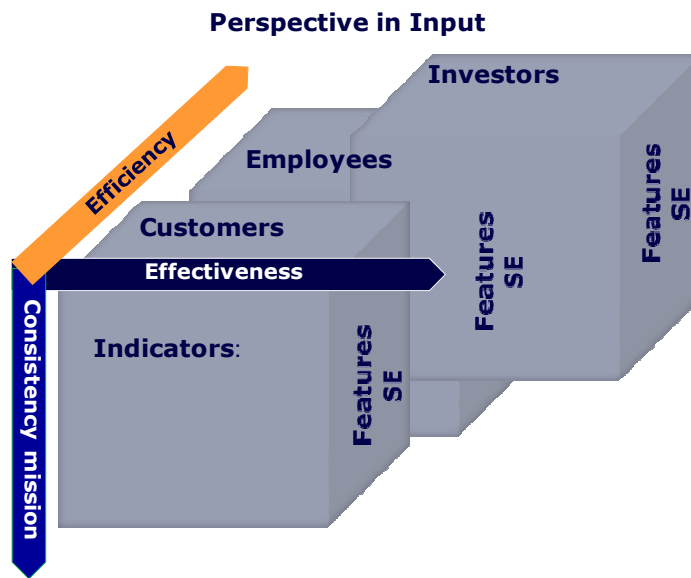 Perspective in Input
Investors
Employees
Customers
Efficiency
Effectiveness
Consistency mission
Indicators:
Features
SE
Features
SE
Features
SE